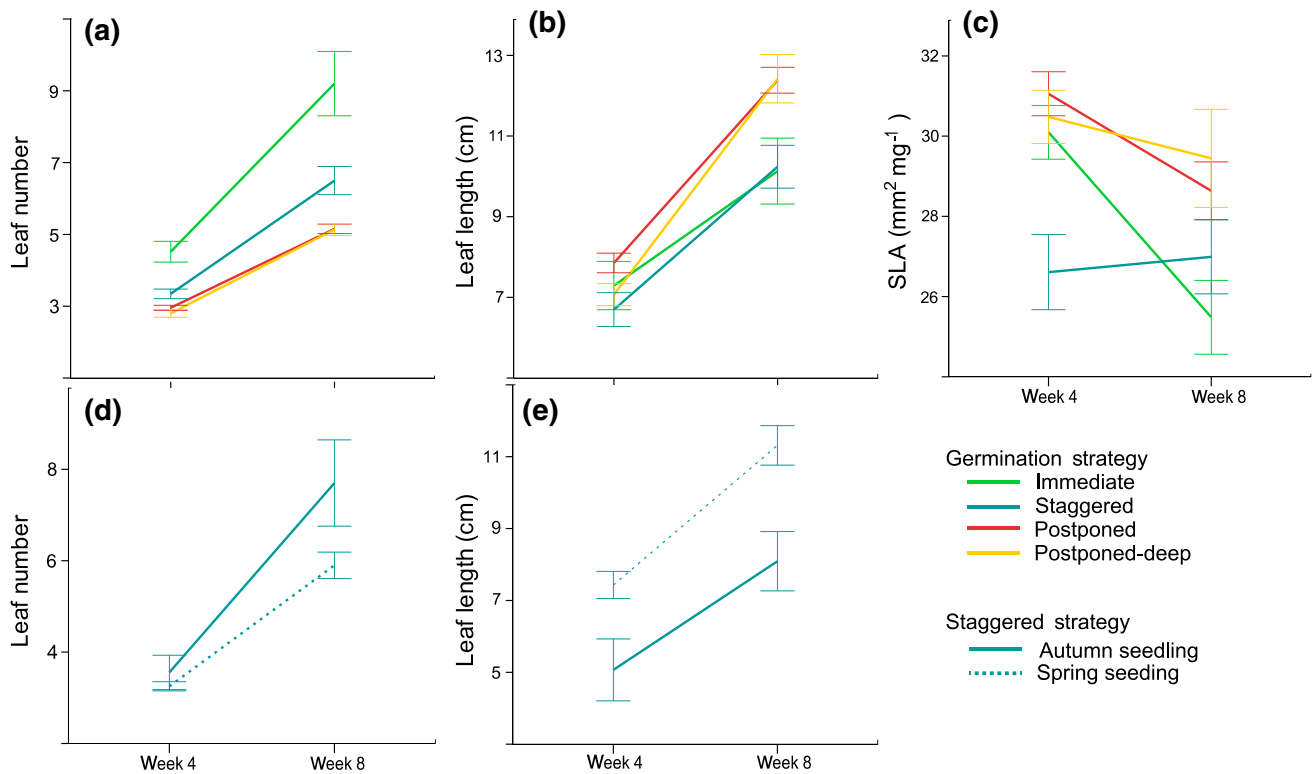 (a)
Leaf number
9
7
5
3
(b)
Leaf length (cm)
13
11
9
7
(c)
SLA (mm² mg⁻¹)
32
30
28
26
Week 4
Week 8
(d)
Leaf number
8
6
4
Week 4
Week 8
(e)
Leaf length (cm)
11
9
7
5
Week 4
Week 8
Germination strategy
Immediate
Staggered
Postponed
Postponed-deep
Staggered strategy
Autumn seedling
Spring seeding